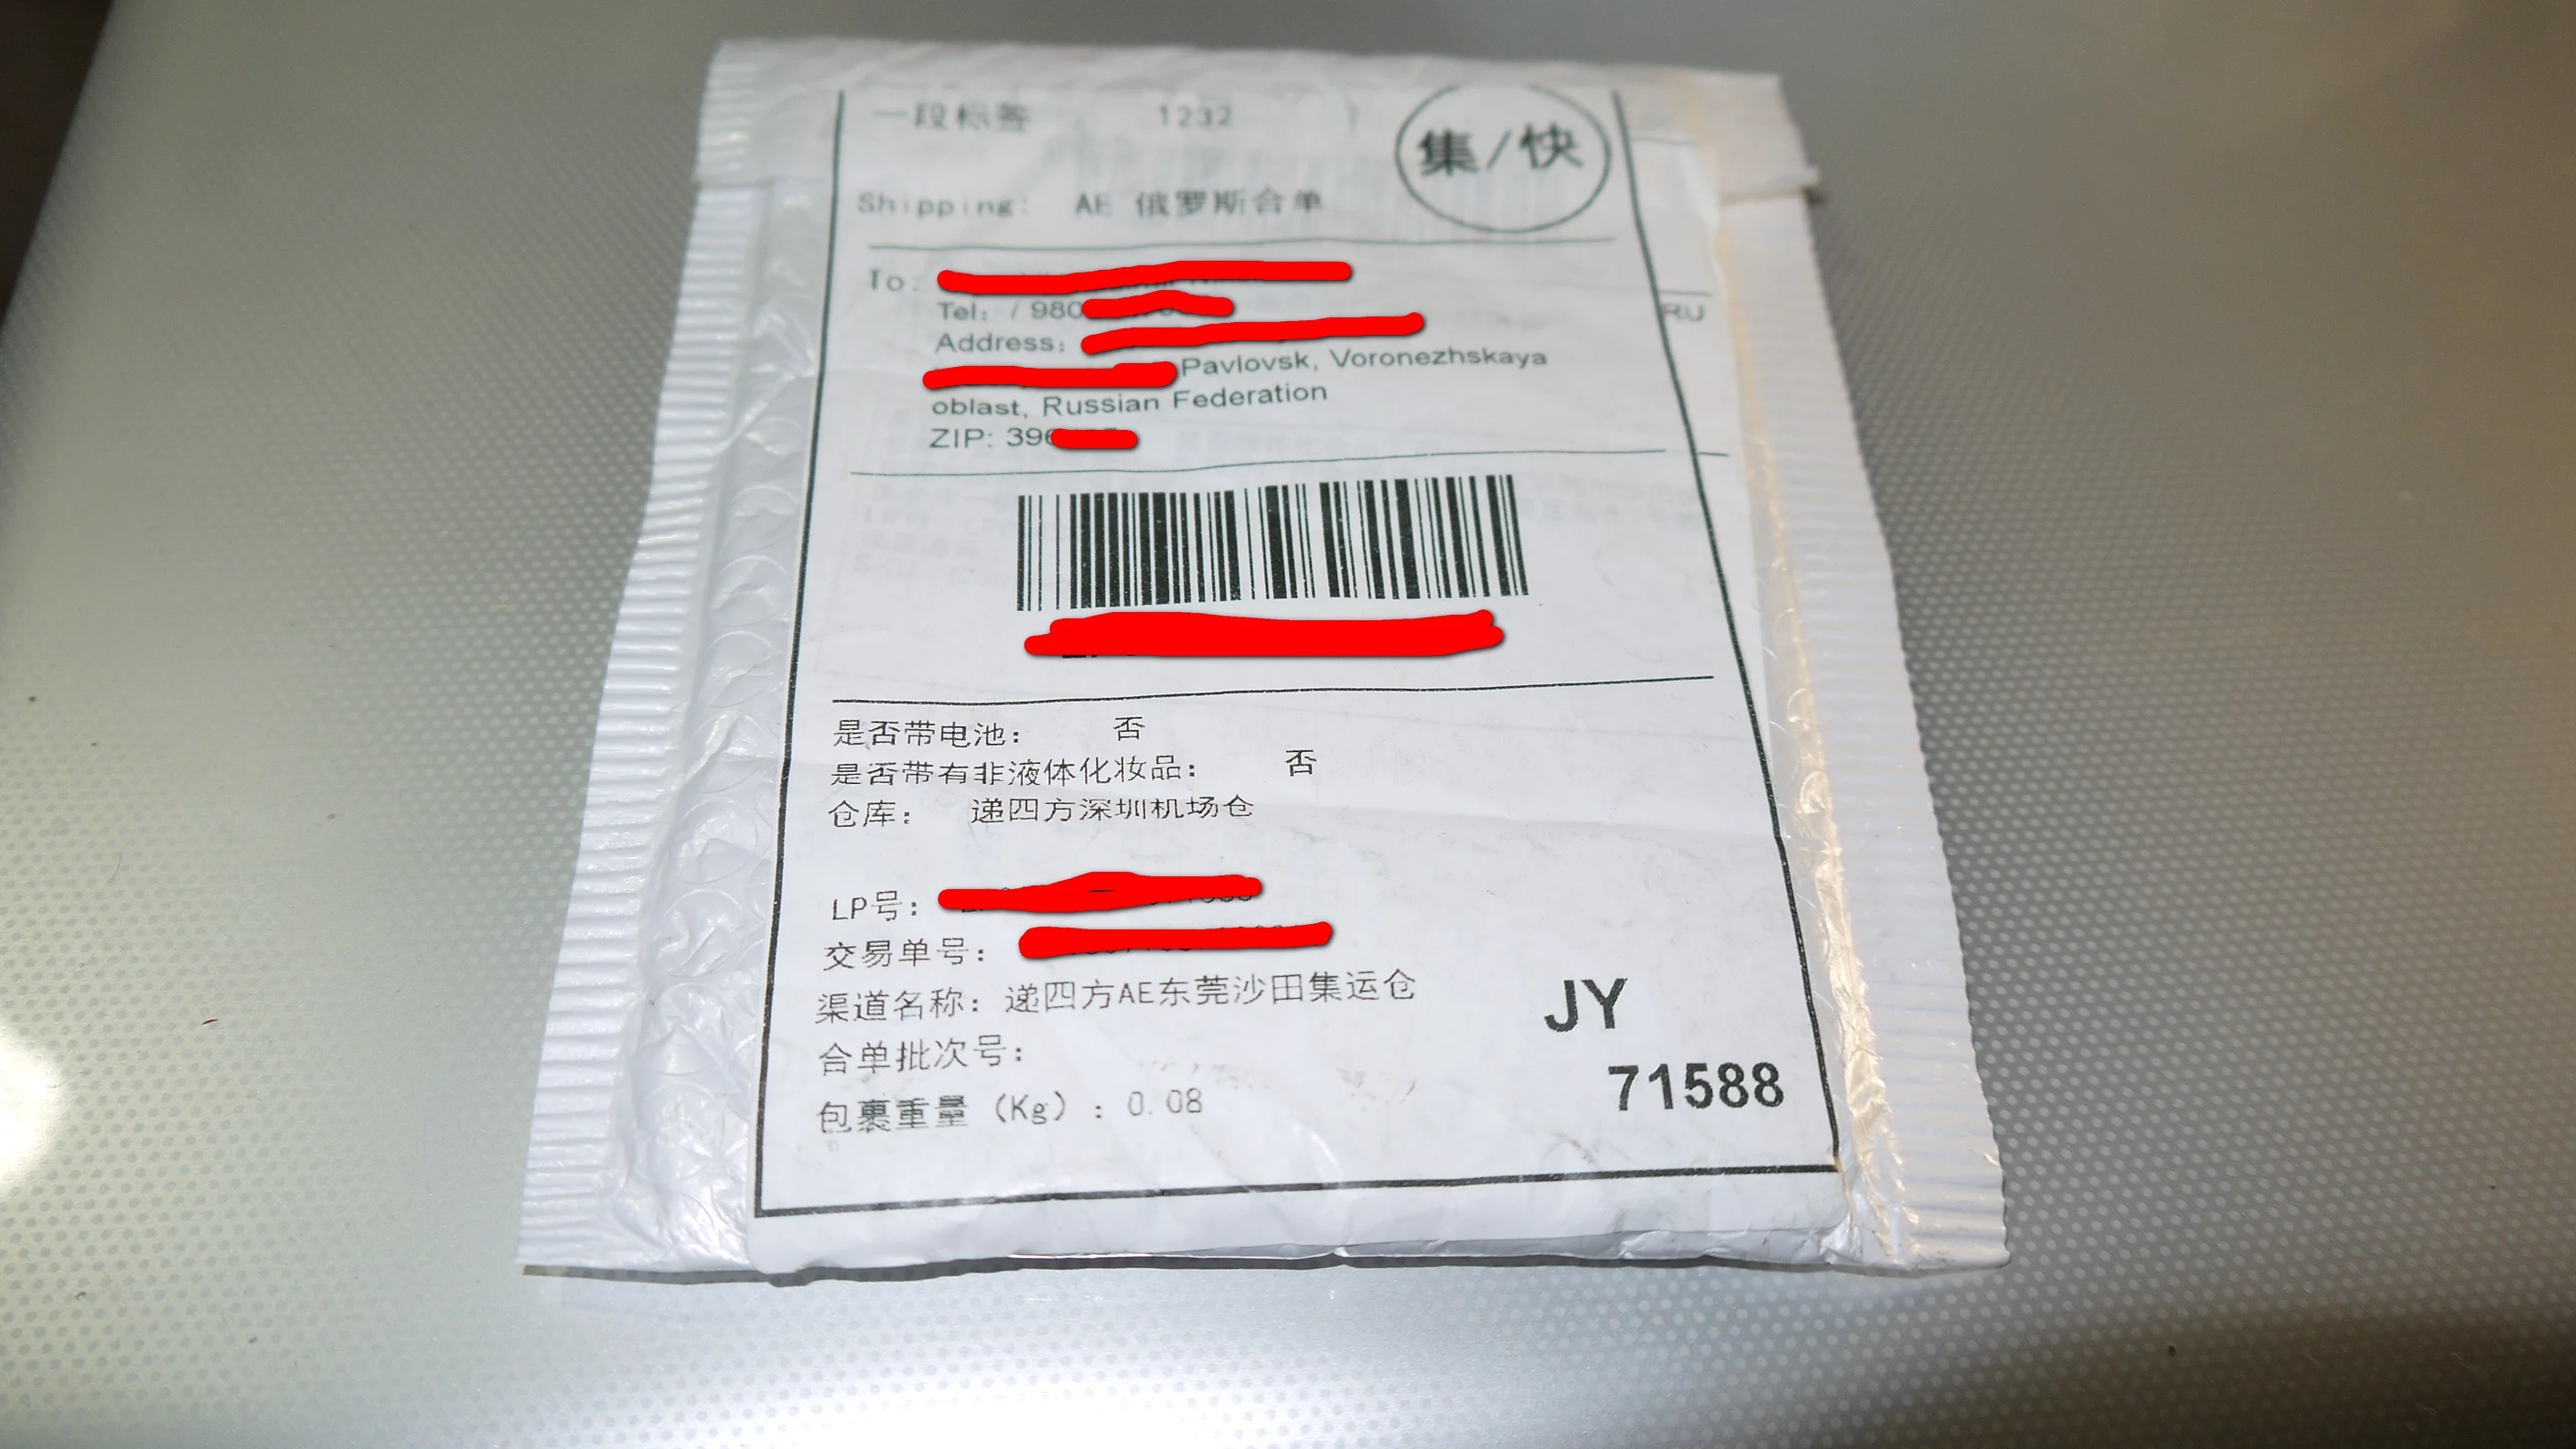 一段标签 1232
集/快
Shipping: AE 俄罗斯合单
To:
Tel: / 980
Address:
RU
Pavlovsk, Voronezhskaya
oblast, Russian Federation
ZIP: 396
是否带电池： 否
是否带有非液体化妆品： 否
仓库： 递四方深圳机场仓
LP号：
交易单号：
渠道名称：递四方AE东莞沙田集运仓
合单批次号：
包裹重量（Kg）：0.08
JY
71588